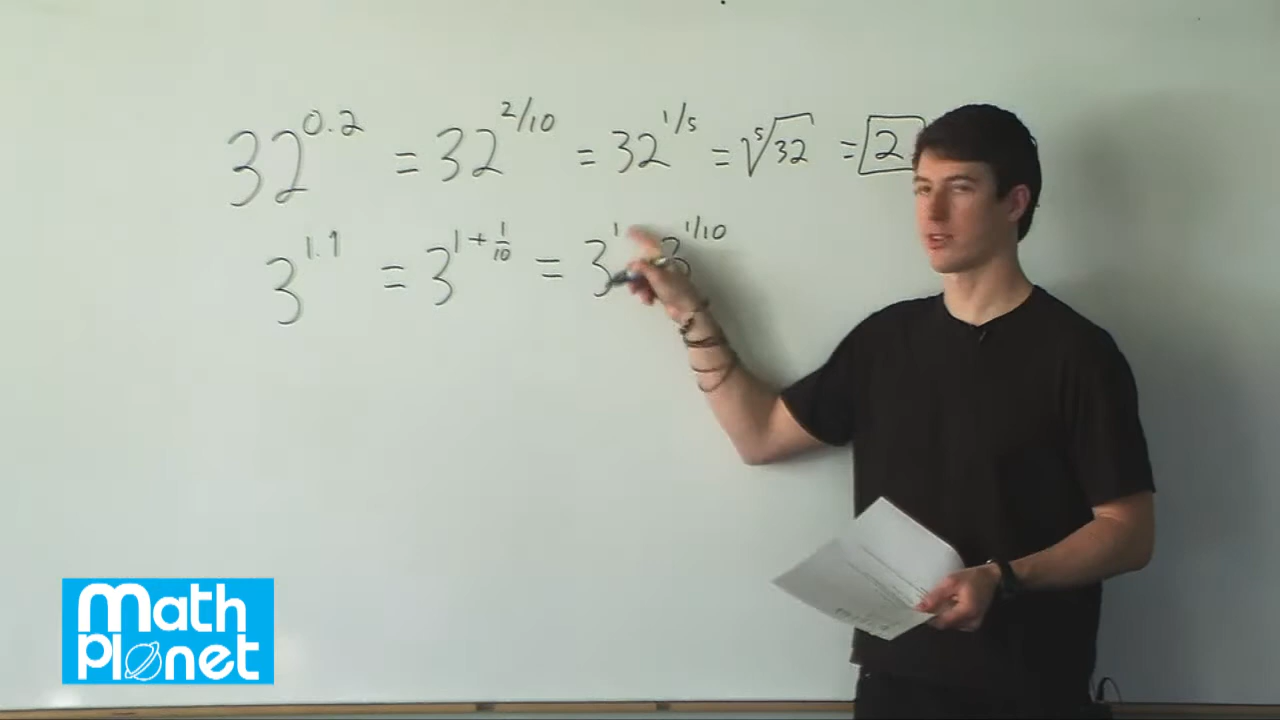 32^0.2 = 32^2/10 = 32^1/5 = ⁵√32 = 2
3^1.1 = 3^1+1/10 = 3^1 3^1/10
Math
Planet